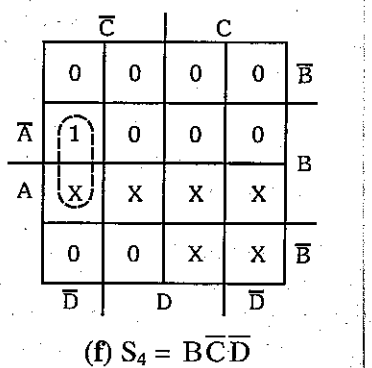 C̅ C
0 0 0 0 B̅
A̅ 1 0 0 0
B
A X X X X
0 0 X X B̅
D̅ D D̅
(f) S₄ = BC̅D̅